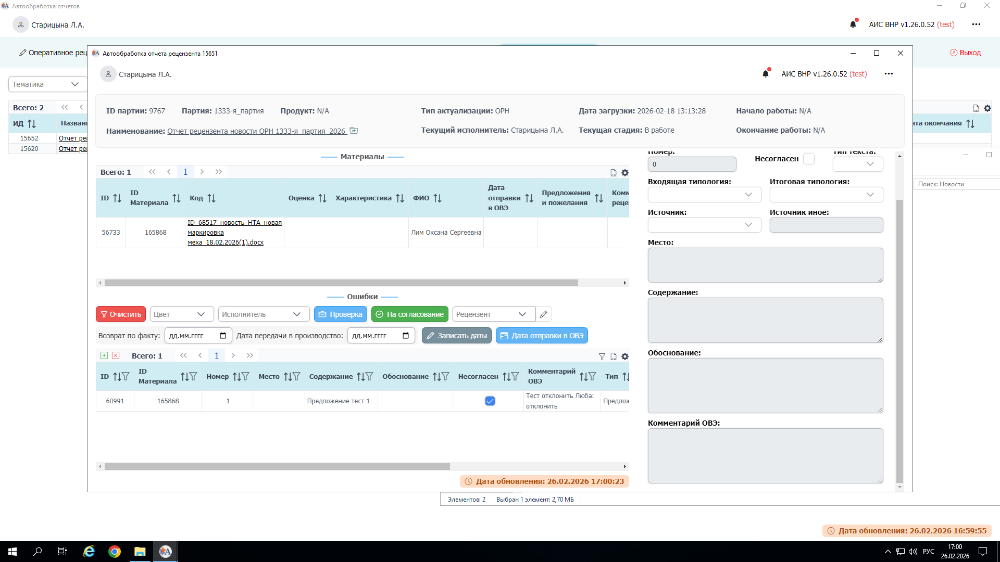 Автообработка отчетов
Старицына Л.А.
АИС ВНР v1.26.0.52 (test)
Оперативное рец
Выход
Тематика
Всего: 2
ИД
Назван
та окончания
15652
Отчет ре
15620
Отчет ре
Поиск: Новости
Автообработка отчета рецензента 15651
Старицына Л.А.
АИС ВНР v1.26.0.52 (test)
ID партии: 9767 Партия: 1333-я_партия Продукт: N/A Тип актуализации: ОРН Дата загрузки: 2026-02-18 13:13:28 Начало работы: N/A
Наименование: Отчет рецензента новости ОРН 1333-я_партия_2026 Текущий исполнитель: Старицына Л.А. Текущая стадия: В работе Окончание работы: N/A
Материалы
Всего: 1
1
ID
ID Материала
Код
Оценка
Характеристика
ФИО
Дата отправки в ОВЭ
Предложения и пожелания
Комм
реце
56733
165868
ID_68517_новость_НТА_новая
маркировка
меха_18.02.2026(1).docx
Лим Оксана Сергеевна
Ошибки
Очистить
Цвет
Исполнитель
Проверка
На согласование
Рецензент
Возврат по факту: дд.мм.гггг Дата передачи в производство: дд.мм.гггг
Записать даты
Дата отправки в ОВЭ
Всего: 1
1
ID
ID Материала
Номер
Место
Содержание
Обоснование
Несогласен
Комментарий ОВЭ
Тип
60991
165868
1
Предложение тест 1
Тест отклонить Люба:
отклонить
Предлож
Дата обновления: 26.02.2026 17:00:23
Номер:
0
Несогласен
Тип текста:
Входящая типология:
Итоговая типология:
Источник:
Источник иное:
Место:
Содержание:
Обоснование:
Комментарий ОВЭ:
Элементов: 2 Выбран 1 элемент: 2,70 МБ
Дата обновления: 26.02.2026 16:59:55
РУС
17:00
26.02.2026